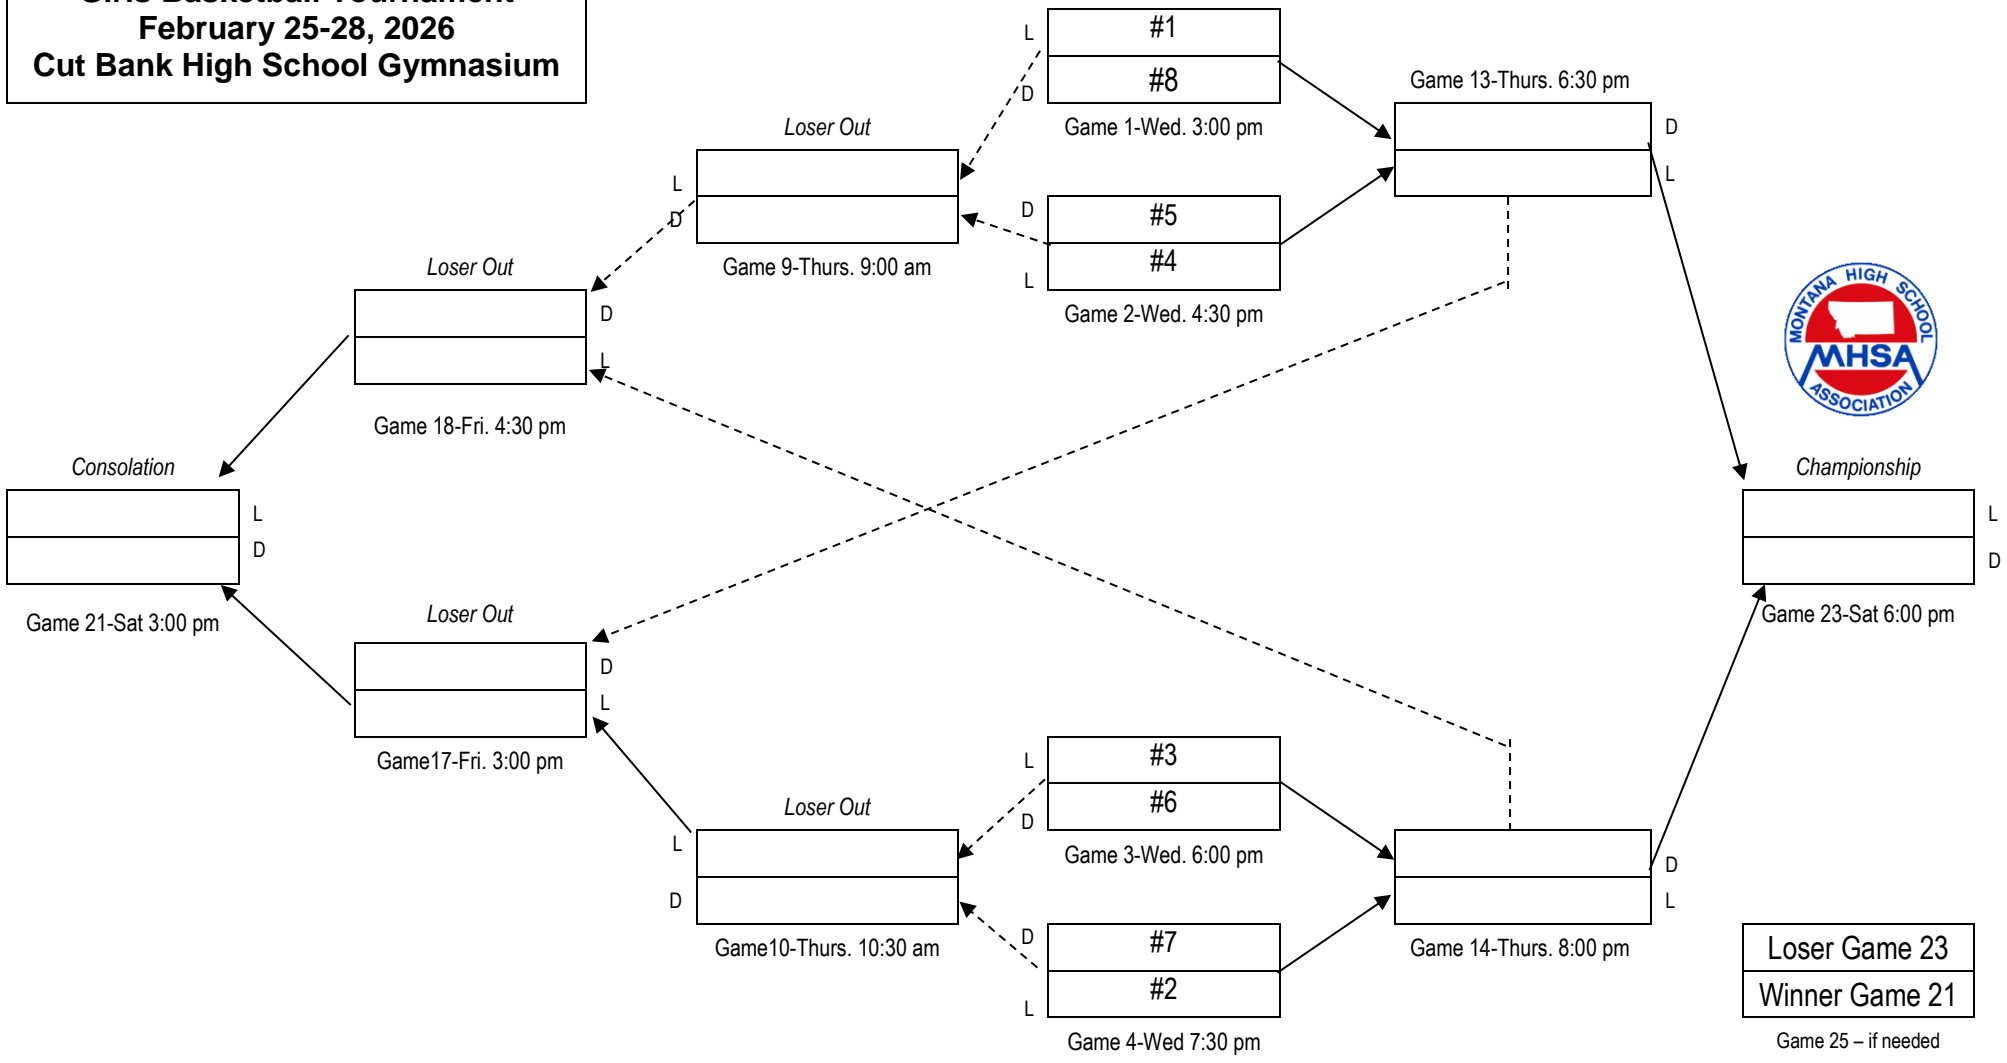 Girls Basketball Tournament
February 25-28, 2026
Cut Bank High School Gymnasium
L
#1
D
#8
Game 1-Wed. 3:00 pm
Game 13-Thurs. 6:30 pm
D
L
Loser Out
L
D
Game 9-Thurs. 9:00 am
D
#5
L
#4
Game 2-Wed. 4:30 pm
Loser Out
D
L
Game 18-Fri. 4:30 pm
MONTANA HIGH SCHOOL
MHSA
ASSOCIATION
Consolation
L
D
Game 21-Sat 3:00 pm
Championship
L
D
Game 23-Sat 6:00 pm
Loser Out
D
L
Game17-Fri. 3:00 pm
L
#3
D
#6
Game 3-Wed. 6:00 pm
Loser Out
L
D
Game10-Thurs. 10:30 am
D
L
Game 14-Thurs. 8:00 pm
D
#7
L
#2
Game 4-Wed 7:30 pm
Loser Game 23
Winner Game 21
Game 25 – if needed